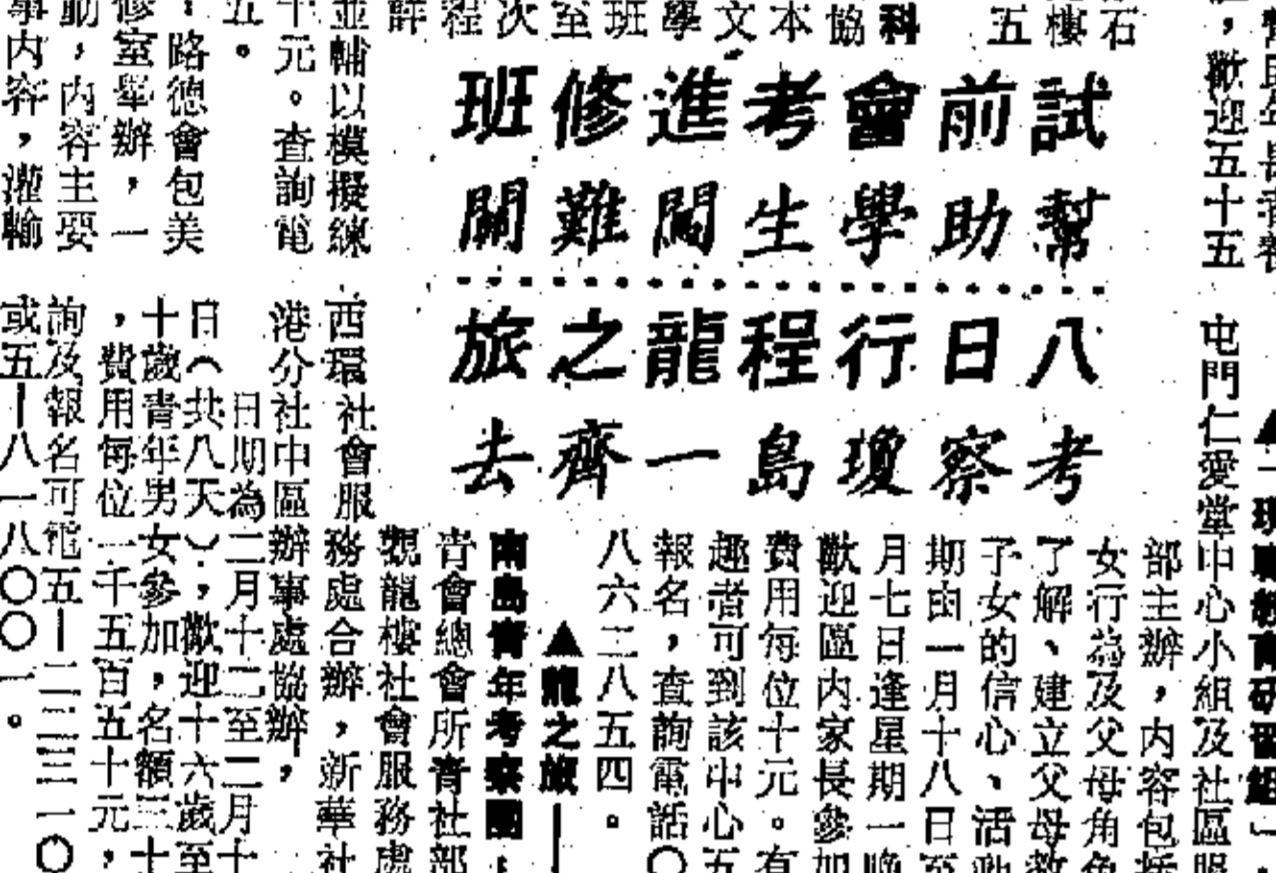 ，歡迎五十五
石
樓
五
試前會考進修班
幫助學生闖難關
科
協
本
文
學
班
至
次
程
詳
並輔以模擬練
十元。查詢電
五。
：路德會包美
修室舉辦，一
動，內容主要
事內容，灌輸
八日行程龍之旅
考察瓊島一齊去
教育研習組」，
屯門仁愛堂中心小組及社區服
部主辦，內容包括
女行為及父母角色
了解、建立父母教
子女的信心、活動
期由一月十八日至
月七日逢星期一晚
歡迎區內家長參加
費用每位十元。有
趣者可到該中心五
報名，查詢電話○
八六二八五四。
▲龍之旅—
南島青年考察團：
青會總會所青社部
觀龍樓社會服務處
西環社會服務處合辦，新華社
港分社中區辦事處協辦，
日期為二月十二至二月十
日（共八天），歡迎十六歲至
十歲青年男女參加，名額三十
，費用每位一千五百五十元，
詢及報名可電五—
或五—八一八○○一。